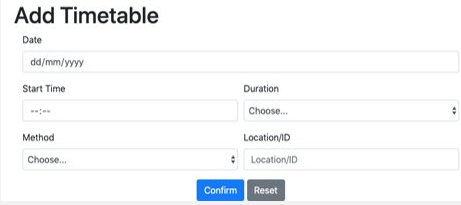 Add Timetable
Date
dd/mm/yyyy
Start Time Duration
--:-- Choose...
Method Location/ID
Choose... Location/ID
Confirm Reset